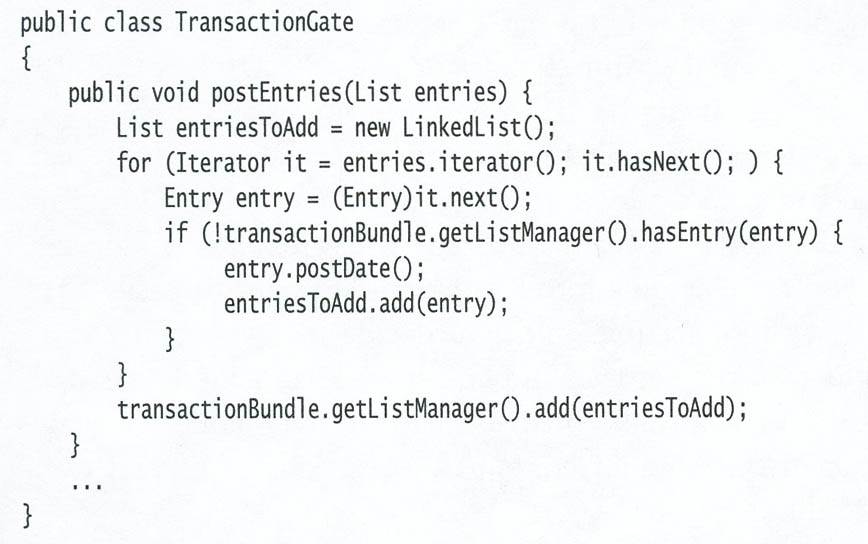 public class TransactionGate
{
    public void postEntries(List entries) {
        List entriesToAdd = new LinkedList();
        for (Iterator it = entries.iterator(); it.hasNext(); ) {
            Entry entry = (Entry)it.next();
            if (!transactionBundle.getListManager().hasEntry(entry) {
                entry.postDate();
                entriesToAdd.add(entry);
            }
        }
        transactionBundle.getListManager().add(entriesToAdd);
    }
    ...
}